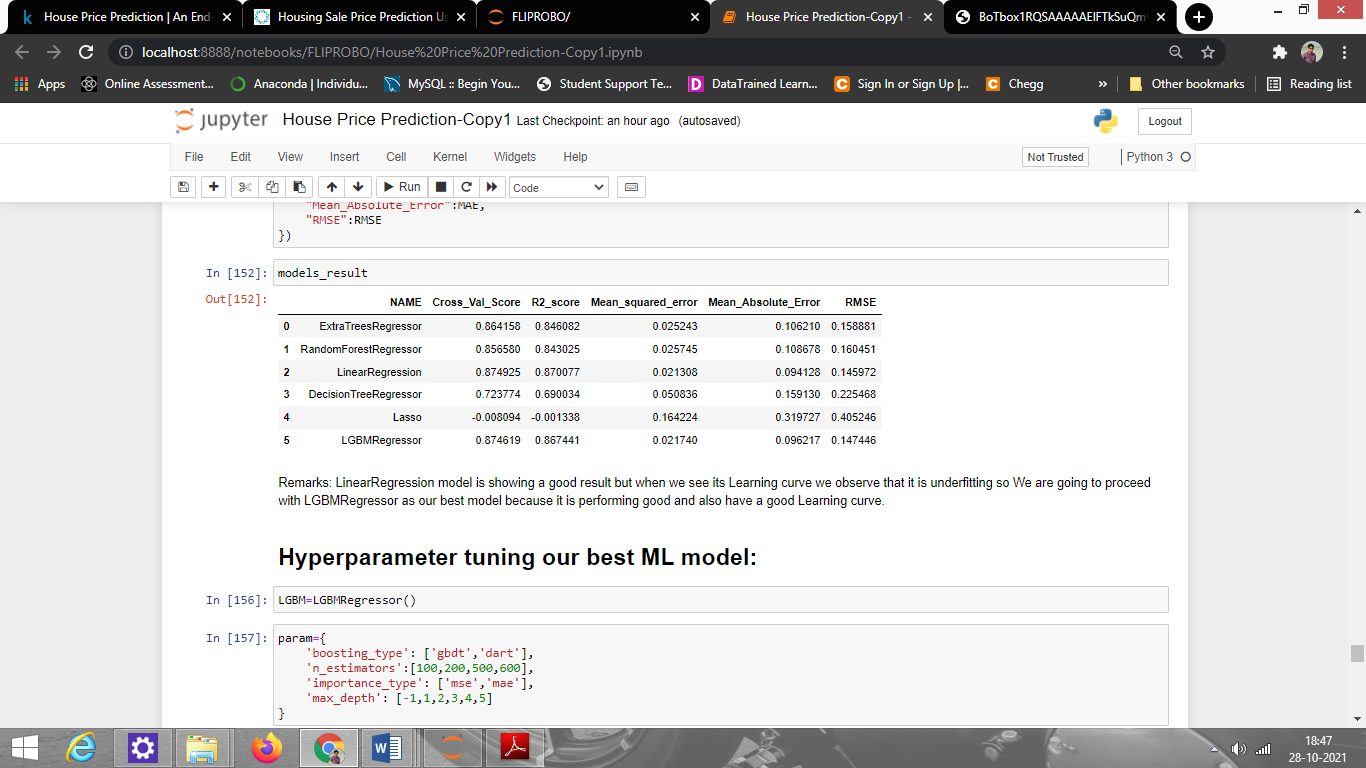 House Price Prediction | An End
Housing Sale Price Prediction Us
FLIPROBO/
House Price Prediction-Copy1 -
BoTbox1RQSAAAAAElFTkSuQm
localhost:8888/notebooks/FLIPROBO/House%20Price%20Prediction-Copy1.ipynb
Apps Online Assessment... Anaconda | Individu... MySQL :: Begin You... Student Support Te... DataTrained Learn... Sign In or Sign Up |... Chegg » Other bookmarks Reading list
jupyter House Price Prediction-Copy1 Last Checkpoint: an hour ago (autosaved) Logout
File Edit View Insert Cell Kernel Widgets Help Not Trusted Python 3
Run Code
"Mean_Absolute_Error":MAE,
"RMSE":RMSE
})
In [152]: models_result
Out[152]:
NAME Cross_Val_Score R2_score Mean_squared_error Mean_Absolute_Error RMSE
0 ExtraTreesRegressor 0.864158 0.846082 0.025243 0.106210 0.158881
1 RandomForestRegressor 0.856580 0.843025 0.025745 0.108678 0.160451
2 LinearRegression 0.874925 0.870077 0.021308 0.094128 0.145972
3 DecisionTreeRegressor 0.723774 0.690034 0.050836 0.159130 0.225468
4 Lasso -0.008094 -0.001338 0.164224 0.319727 0.405246
5 LGBMRegressor 0.874619 0.867441 0.021740 0.096217 0.147446
Remarks: LinearRegression model is showing a good result but when we see its Learning curve we observe that it is underfitting so We are going to proceed
with LGBMRegressor as our best model because it is performing good and also have a good Learning curve.
Hyperparameter tuning our best ML model:
In [156]: LGBM=LGBMRegressor()
In [157]: param={
'boosting_type': ['gbdt','dart'],
'n_estimators':[100,200,500,600],
'importance_type': ['mse','mae'],
'max_depth': [-1,1,2,3,4,5]
}
18:47
28-10-2021